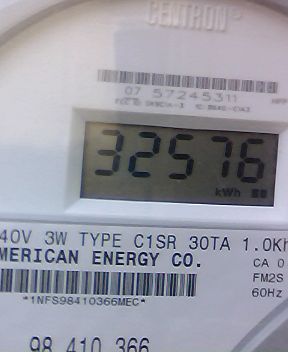 CENTRON®
07 57245311
32576
kWh
40V 3W TYPE C1SR 30TA 1.0Kh
MERICAN ENERGY CO.
CA 0
FM2S
*1NFS98410366MEC*
60Hz
98 410 366